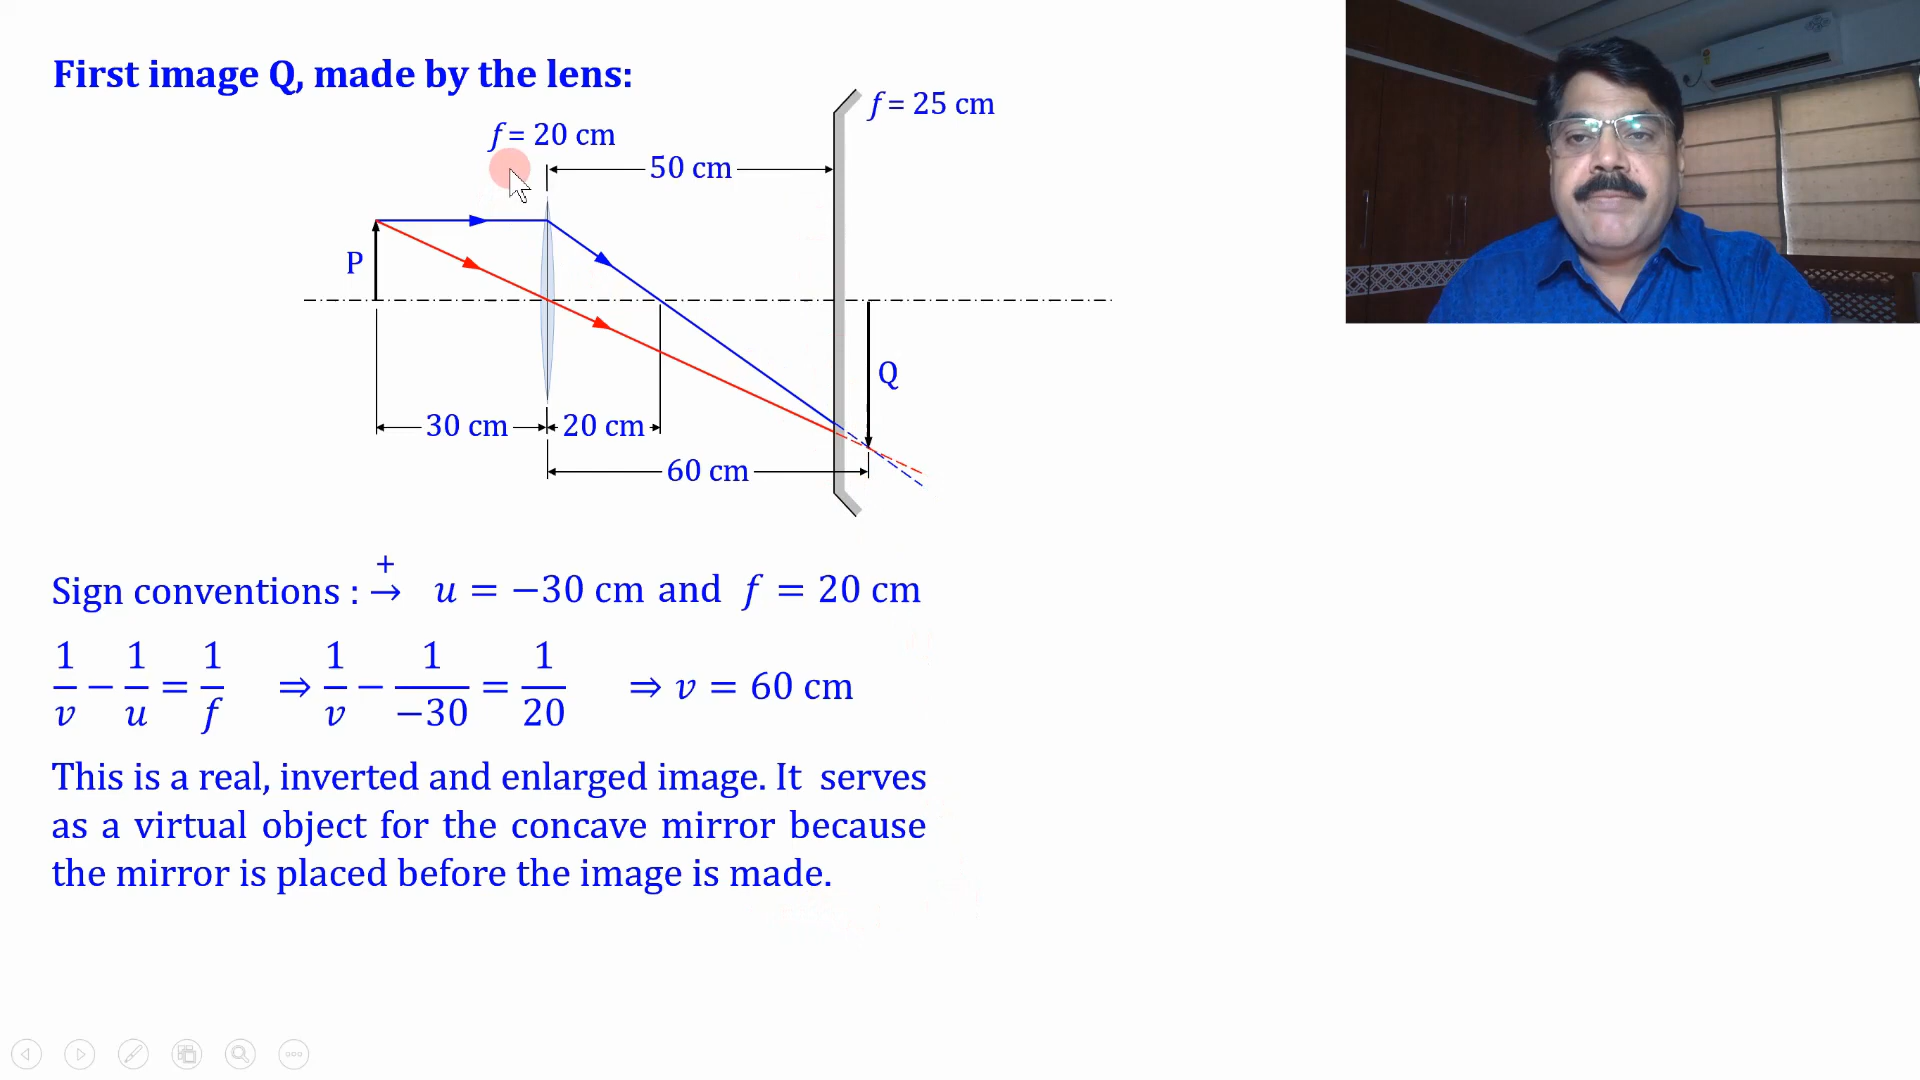 First image Q, made by the lens:
f = 25 cm
f = 20 cm
50 cm
P
Q
30 cm
20 cm
60 cm
Sign conventions : +→ u = −30 cm and f = 20 cm
1/v − 1/u = 1/f ⇒ 1/v − 1/−30 = 1/20 ⇒ v = 60 cm
This is a real, inverted and enlarged image. It serves
as a virtual object for the concave mirror because
the mirror is placed before the image is made.